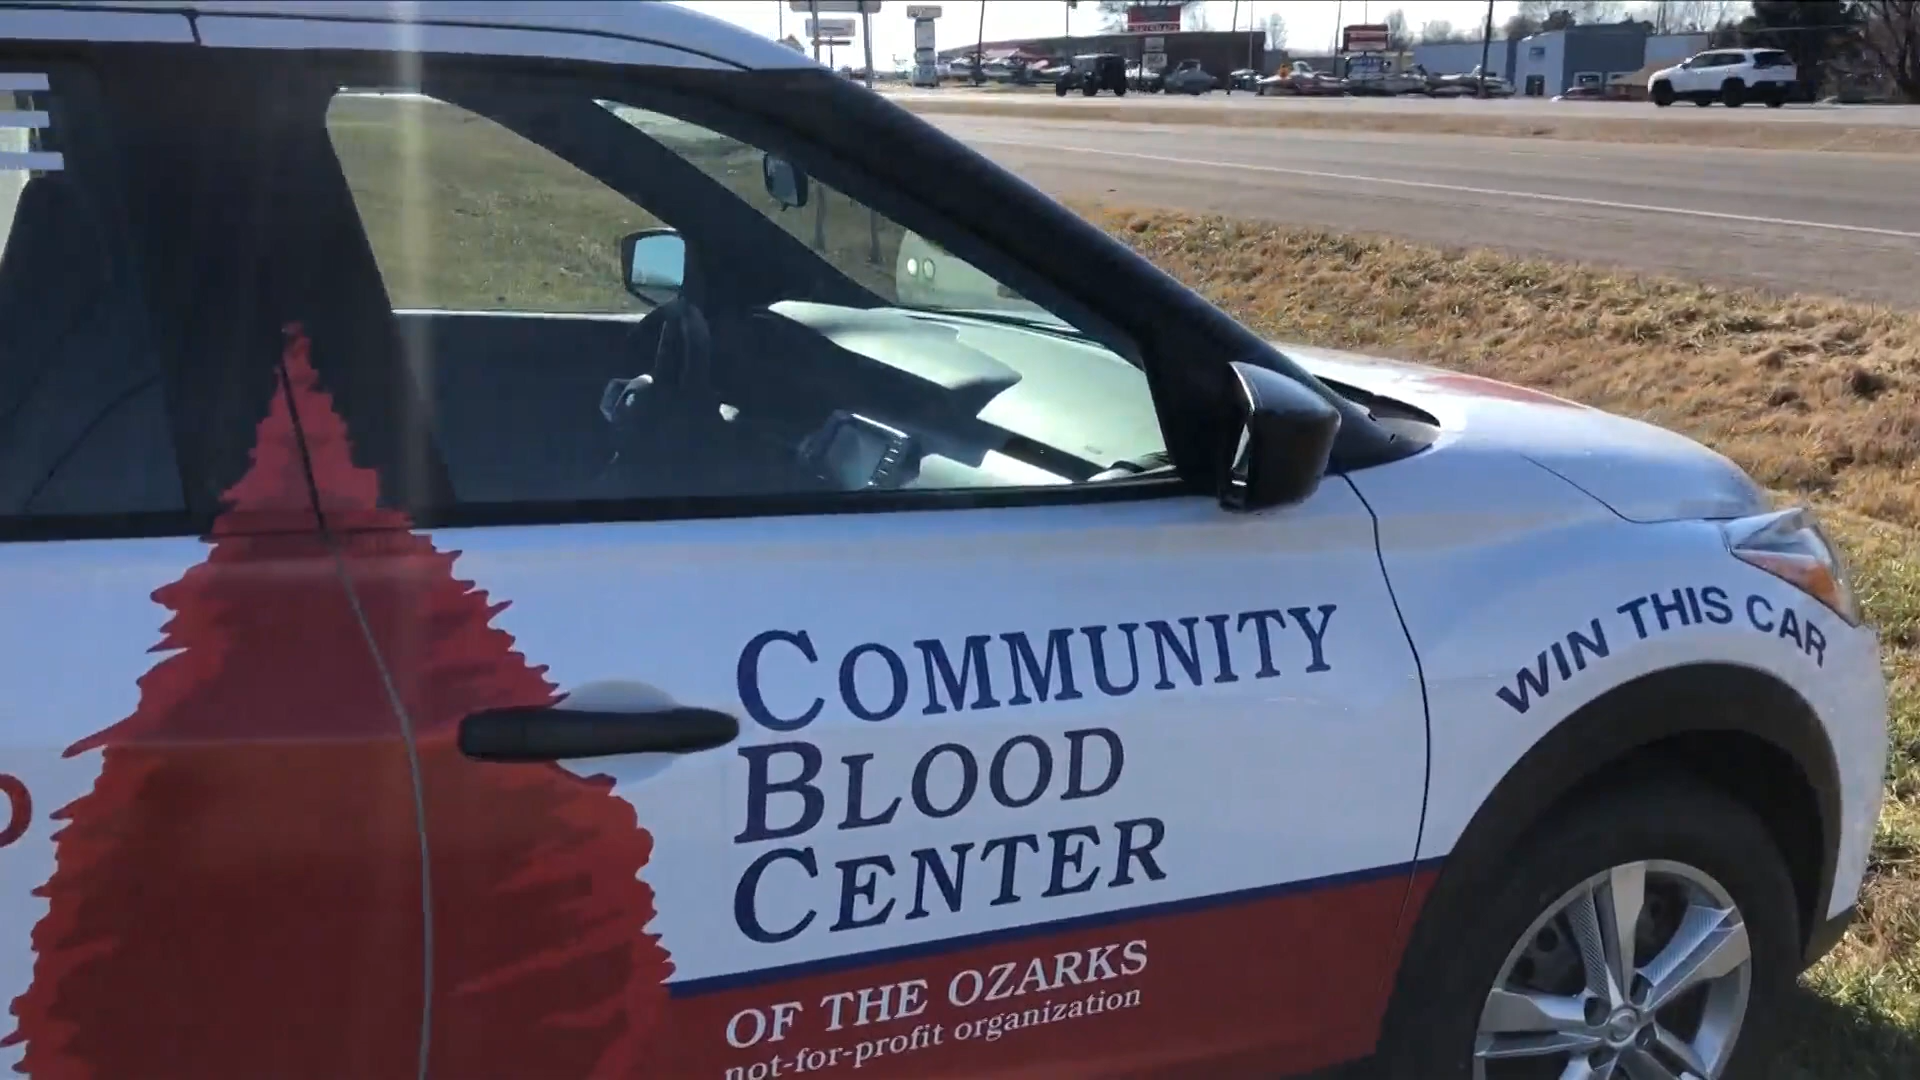 COMMUNITY
BLOOD
CENTER
OF THE OZARKS
not-for-profit organization
WIN THIS CAR